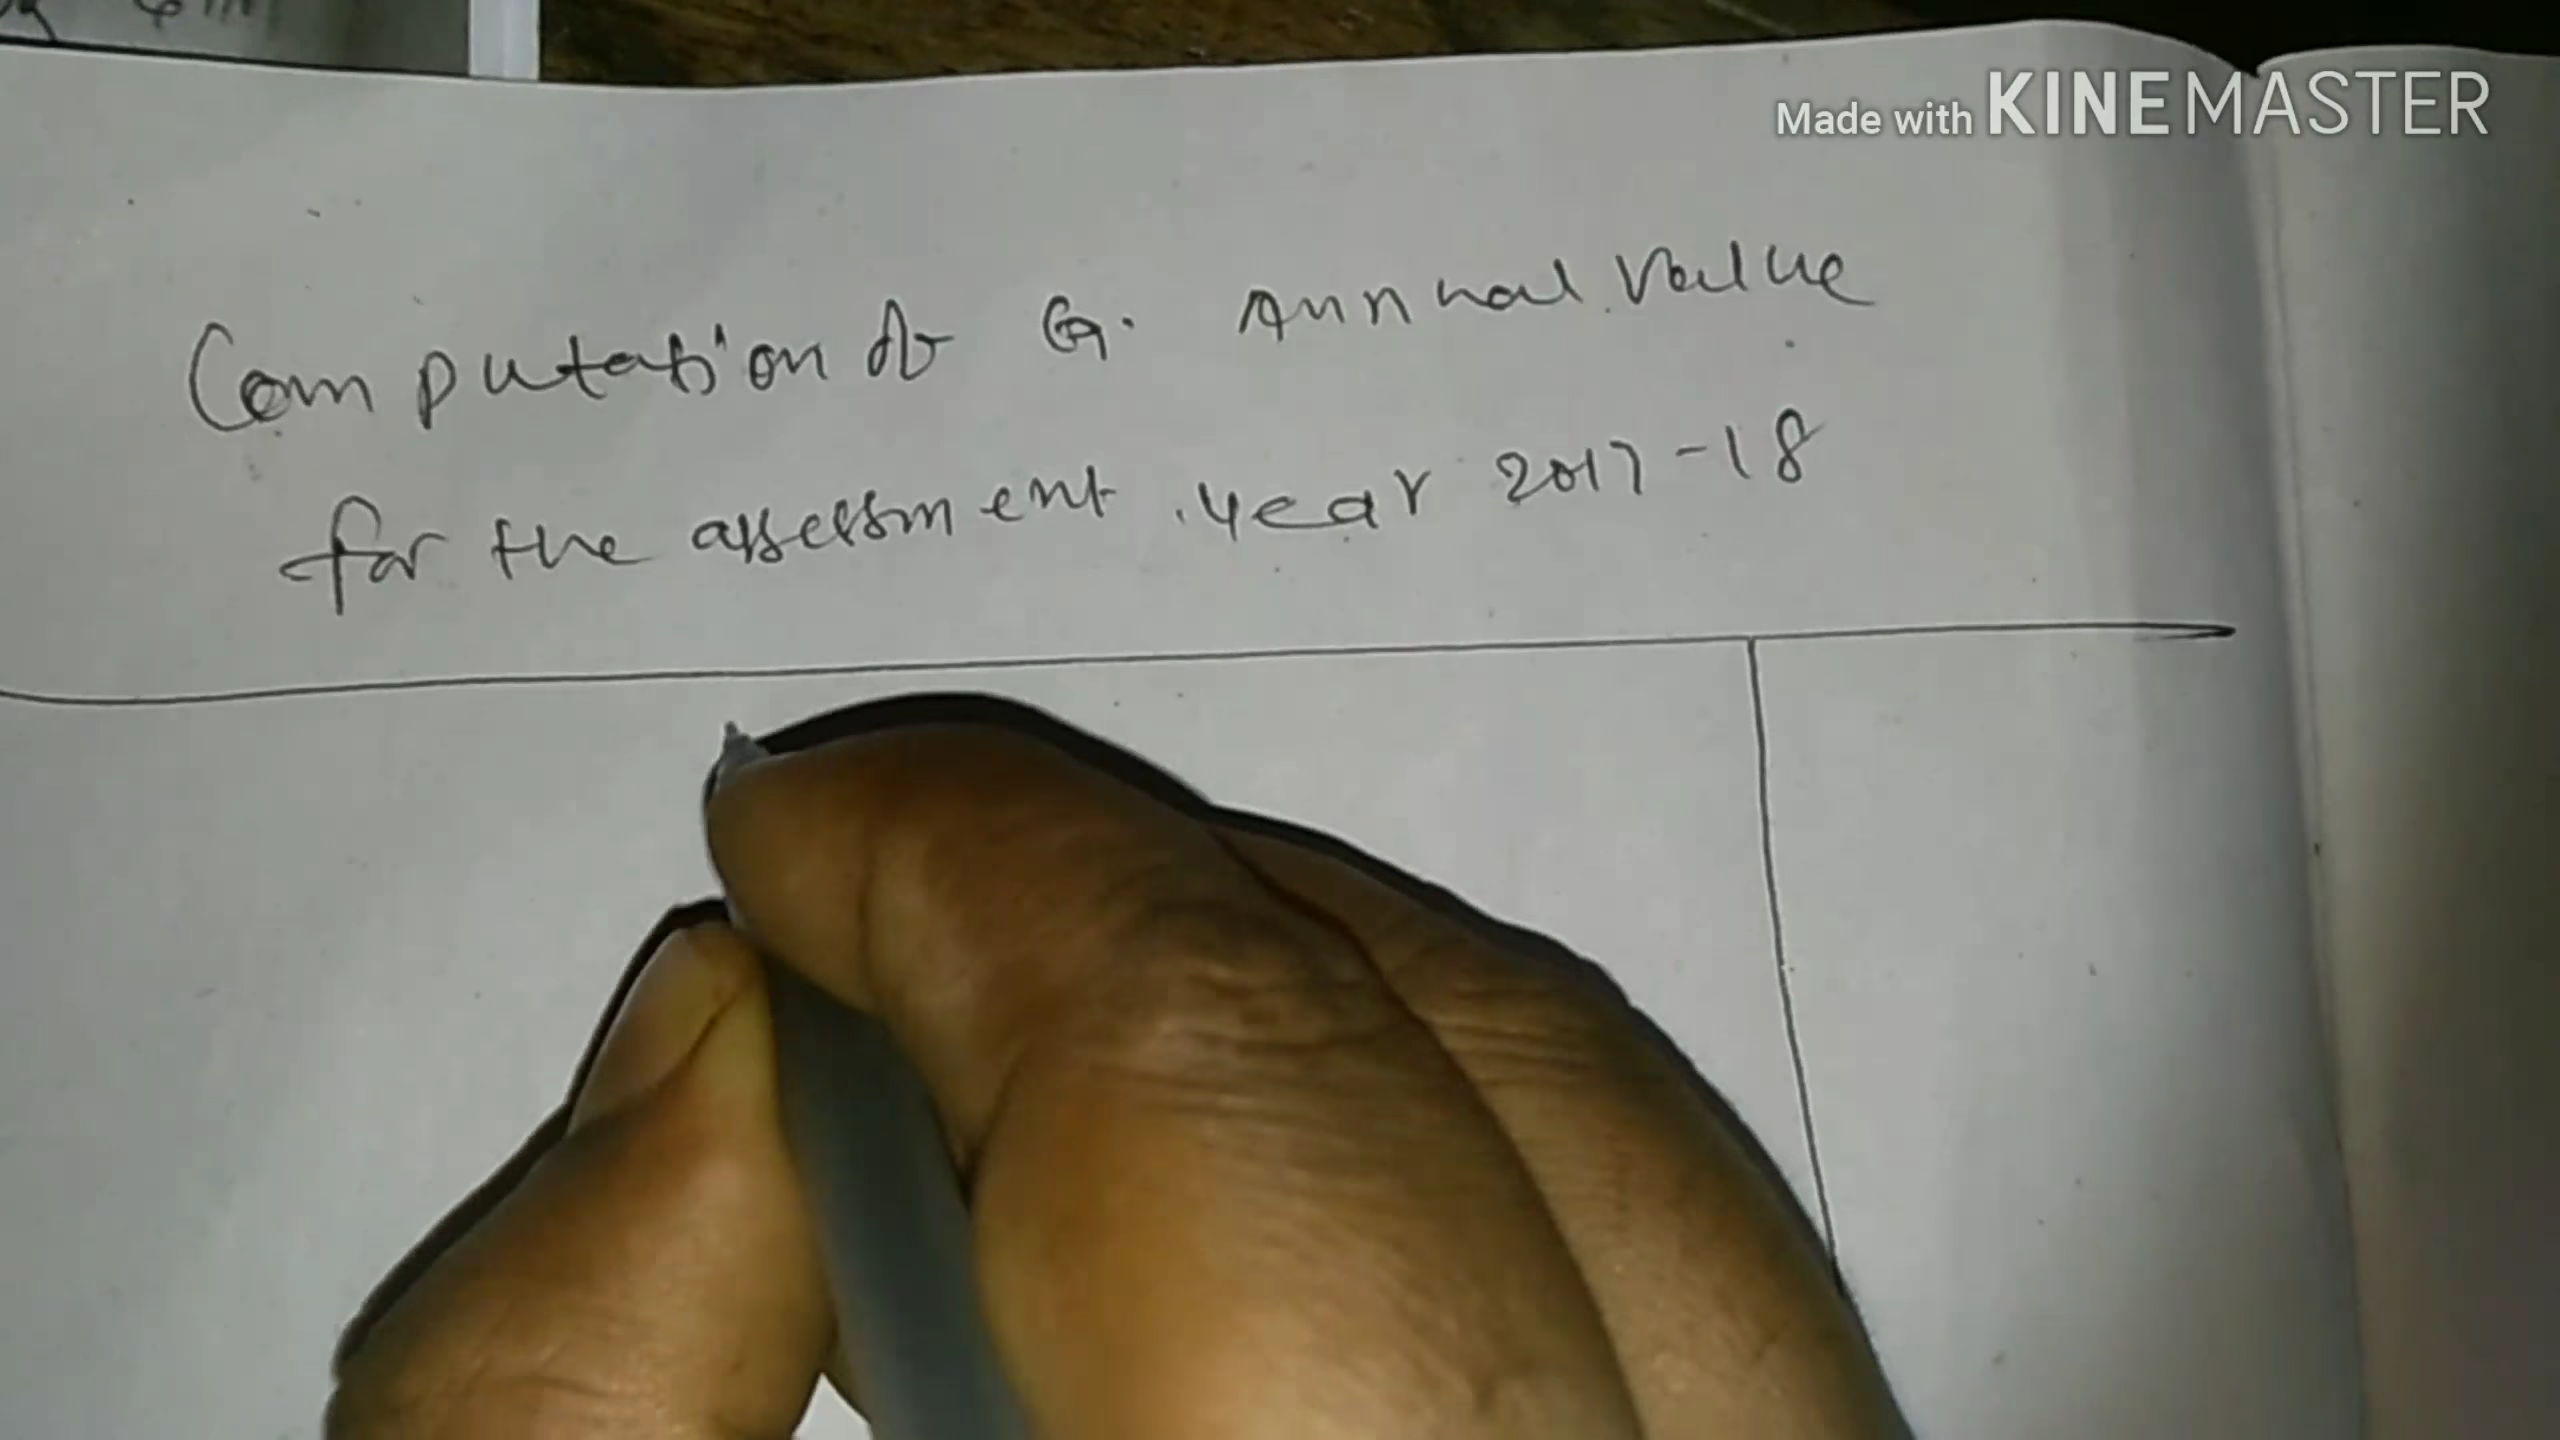 Made with KINEMASTER
Computation of G. Annual Value
for the assessment year 2017-18